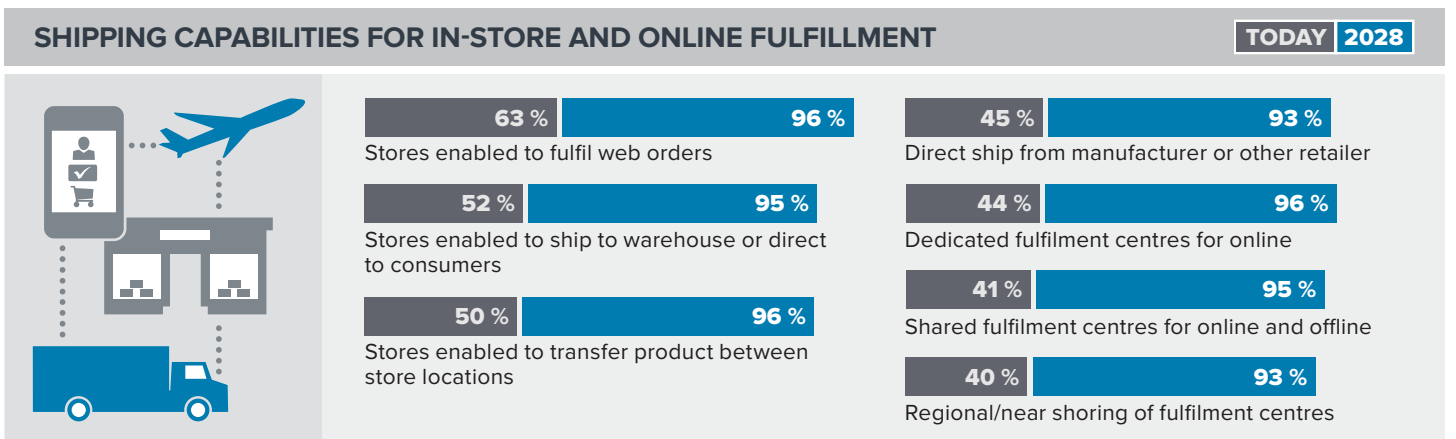 SHIPPING CAPABILITIES FOR IN-STORE AND ONLINE FULFILLMENT
TODAY 2028
63 % 96 %
Stores enabled to fulfil web orders
52 % 95 %
Stores enabled to ship to warehouse or direct
to consumers
50 % 96 %
Stores enabled to transfer product between
store locations
45 % 93 %
Direct ship from manufacturer or other retailer
44 % 96 %
Dedicated fulfilment centres for online
41 % 95 %
Shared fulfilment centres for online and offline
40 % 93 %
Regional/near shoring of fulfilment centres